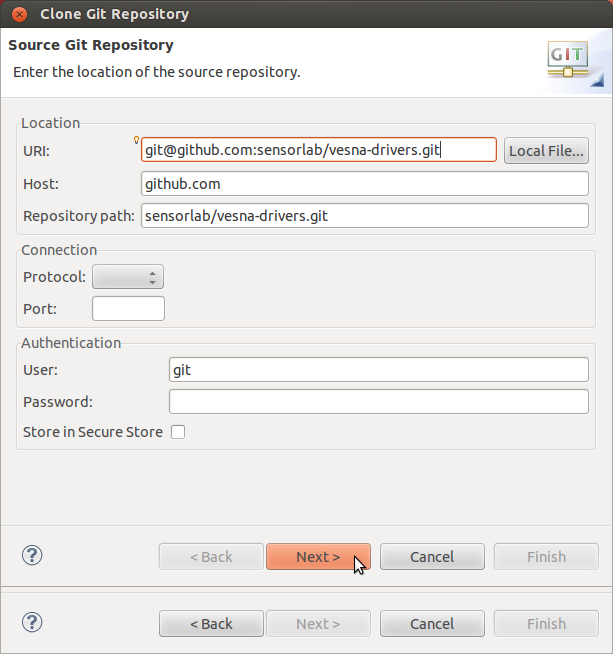 Clone Git Repository
Source Git Repository
Enter the location of the source repository.
GIT
Location
URI: git@github.com:sensorlab/vesna-drivers.git Local File...
Host: github.com
Repository path: sensorlab/vesna-drivers.git
Connection
Protocol:
Port:
Authentication
User: git
Password:
Store in Secure Store
? < Back Next > Cancel Finish
? < Back Next > Cancel Finish